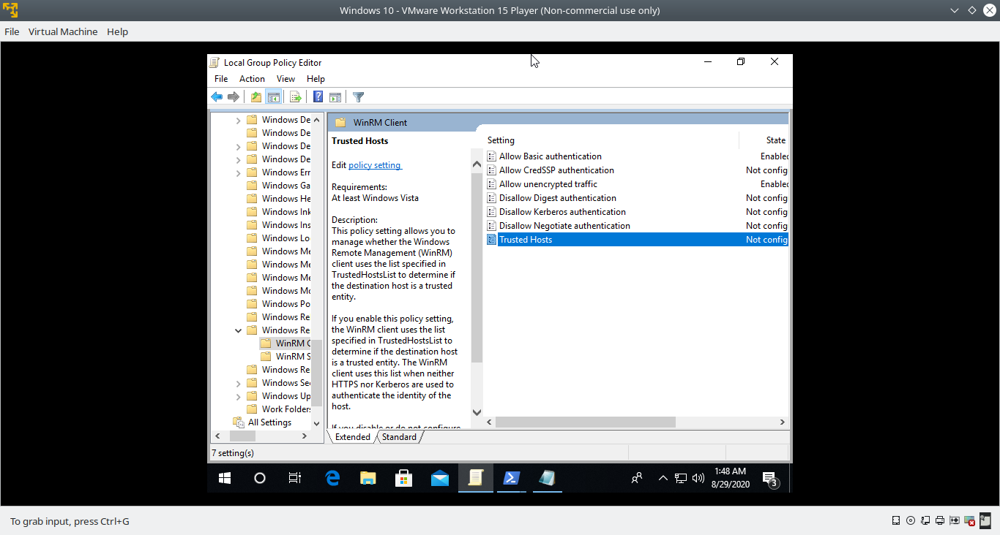 Windows 10 - VMware Workstation 15 Player (Non-commercial use only)
File Virtual Machine Help
Local Group Policy Editor
File Action View Help
Windows De
Windows De
Windows De
Windows De
Windows Err
Windows Ga
Windows He
Windows Ink
Windows Ins
Windows Lo
Windows Me
Windows Me
Windows Me
Windows Mo
Windows Po
Windows Re
Windows Re
WinRM C
WinRM S
Windows Re
Windows Sec
Windows Up
Work Folders
All Settings
WinRM Client
Trusted Hosts
Edit policy setting
Requirements:
At least Windows Vista
Description:
This policy setting allows you to
manage whether the Windows
Remote Management (WinRM)
client uses the list specified in
TrustedHostsList to determine if
the destination host is a trusted
entity.
If you enable this policy setting,
the WinRM client uses the list
specified in TrustedHostsList to
determine if the destination host
is a trusted entity. The WinRM
client uses this list when neither
HTTPS nor Kerberos are used to
authenticate the identity of the
host.
If you disable or do not configure
Setting State
Allow Basic authentication Enabled
Allow CredSSP authentication Not config
Allow unencrypted traffic Enabled
Disallow Digest authentication Not config
Disallow Kerberos authentication Not config
Disallow Negotiate authentication Not config
Trusted Hosts Not config
Extended Standard
7 setting(s)
1:48 AM
8/29/2020
3
To grab input, press Ctrl+G